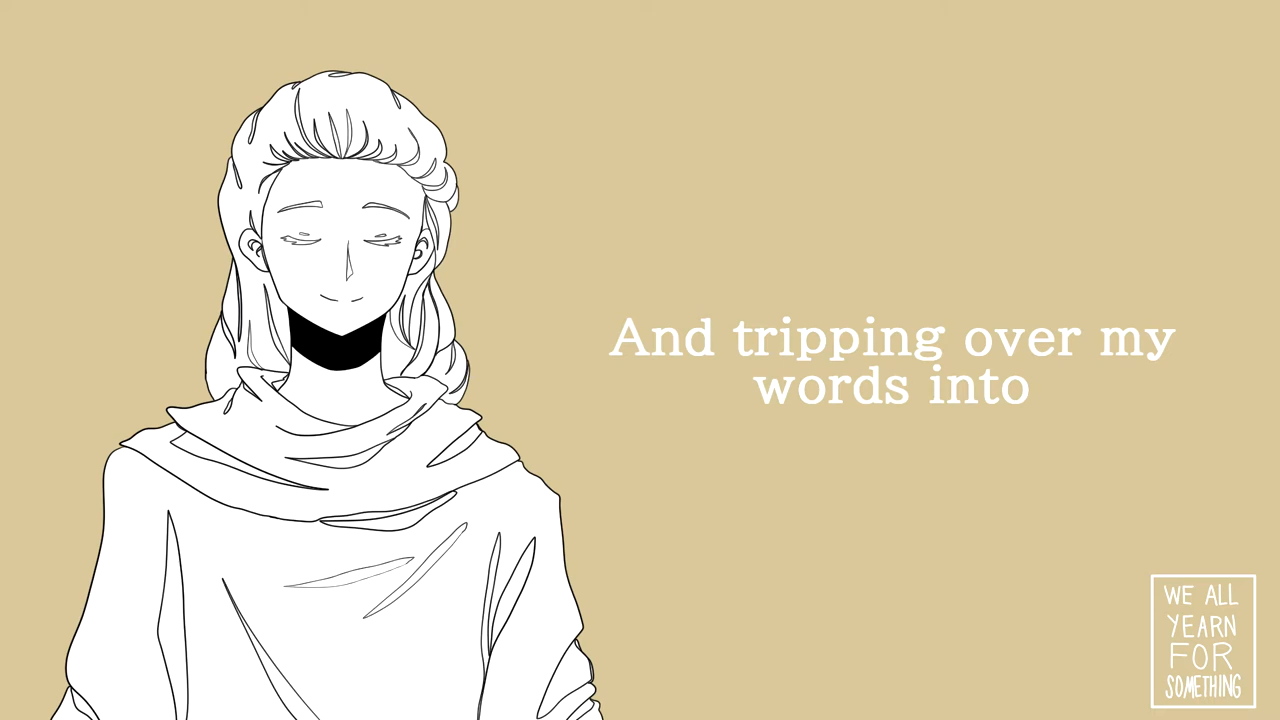 And tripping over my
words into
WE ALL
YEARN
FOR
SOMETHING